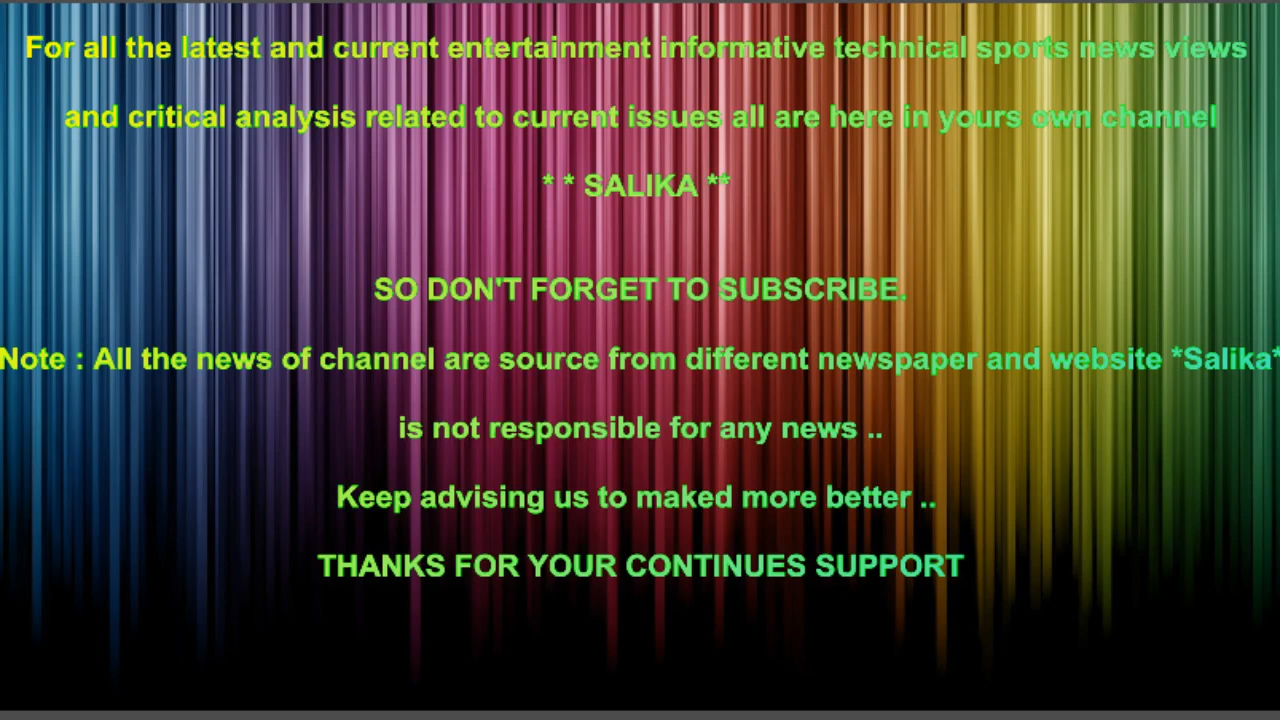 For all the latest and current entertainment informative technical sports news views
and critical analysis related to current issues all are here in yours own channel
* * SALIKA **
SO DON'T FORGET TO SUBSCRIBE.
Note : All the news of channel are source from different newspaper and website *Salika*
is not responsible for any news ..
Keep advising us to maked more better ..
THANKS FOR YOUR CONTINUES SUPPORT